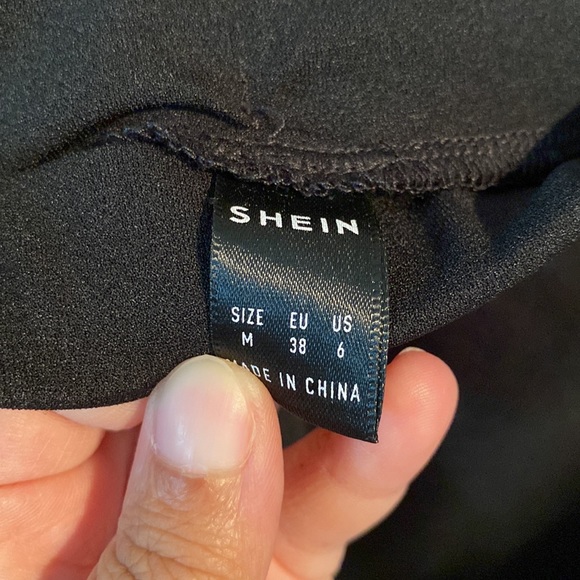 SHEIN
SIZE EU US
M 38 6
MADE IN CHINA